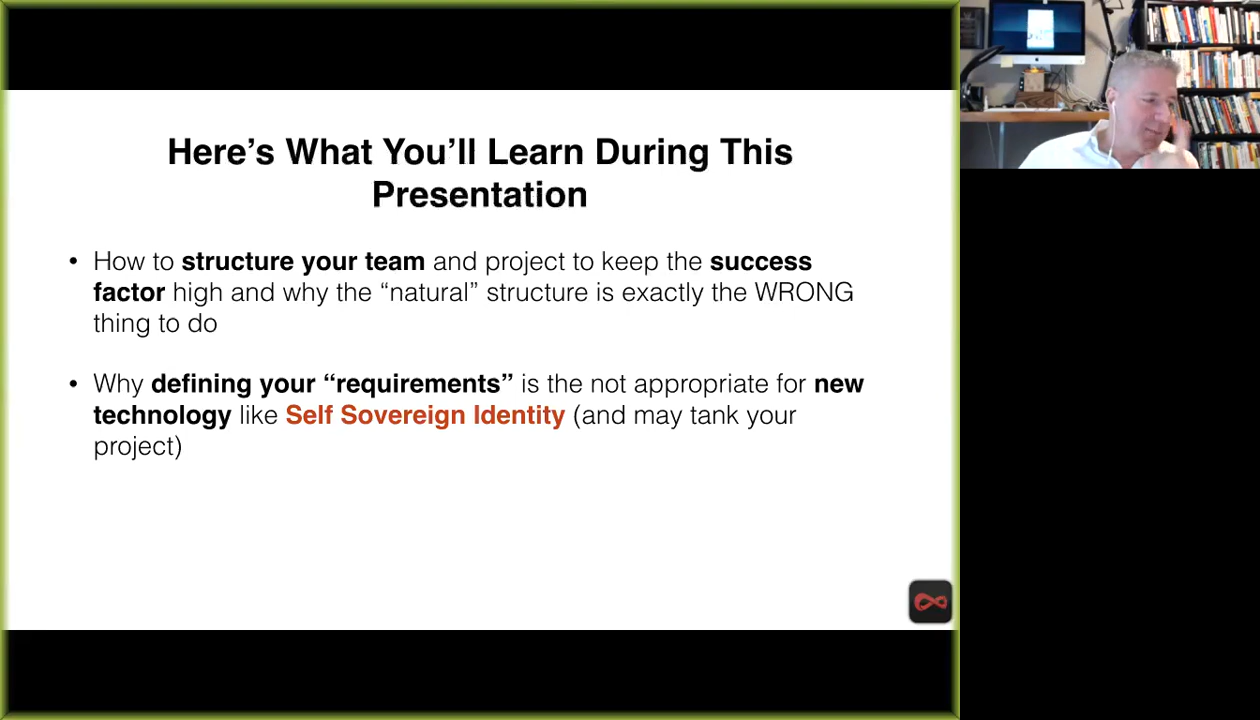 Here’s What You’ll Learn During This
Presentation
• How to structure your team and project to keep the success
factor high and why the “natural” structure is exactly the WRONG
thing to do
• Why defining your “requirements” is the not appropriate for new
technology like Self Sovereign Identity (and may tank your
project)